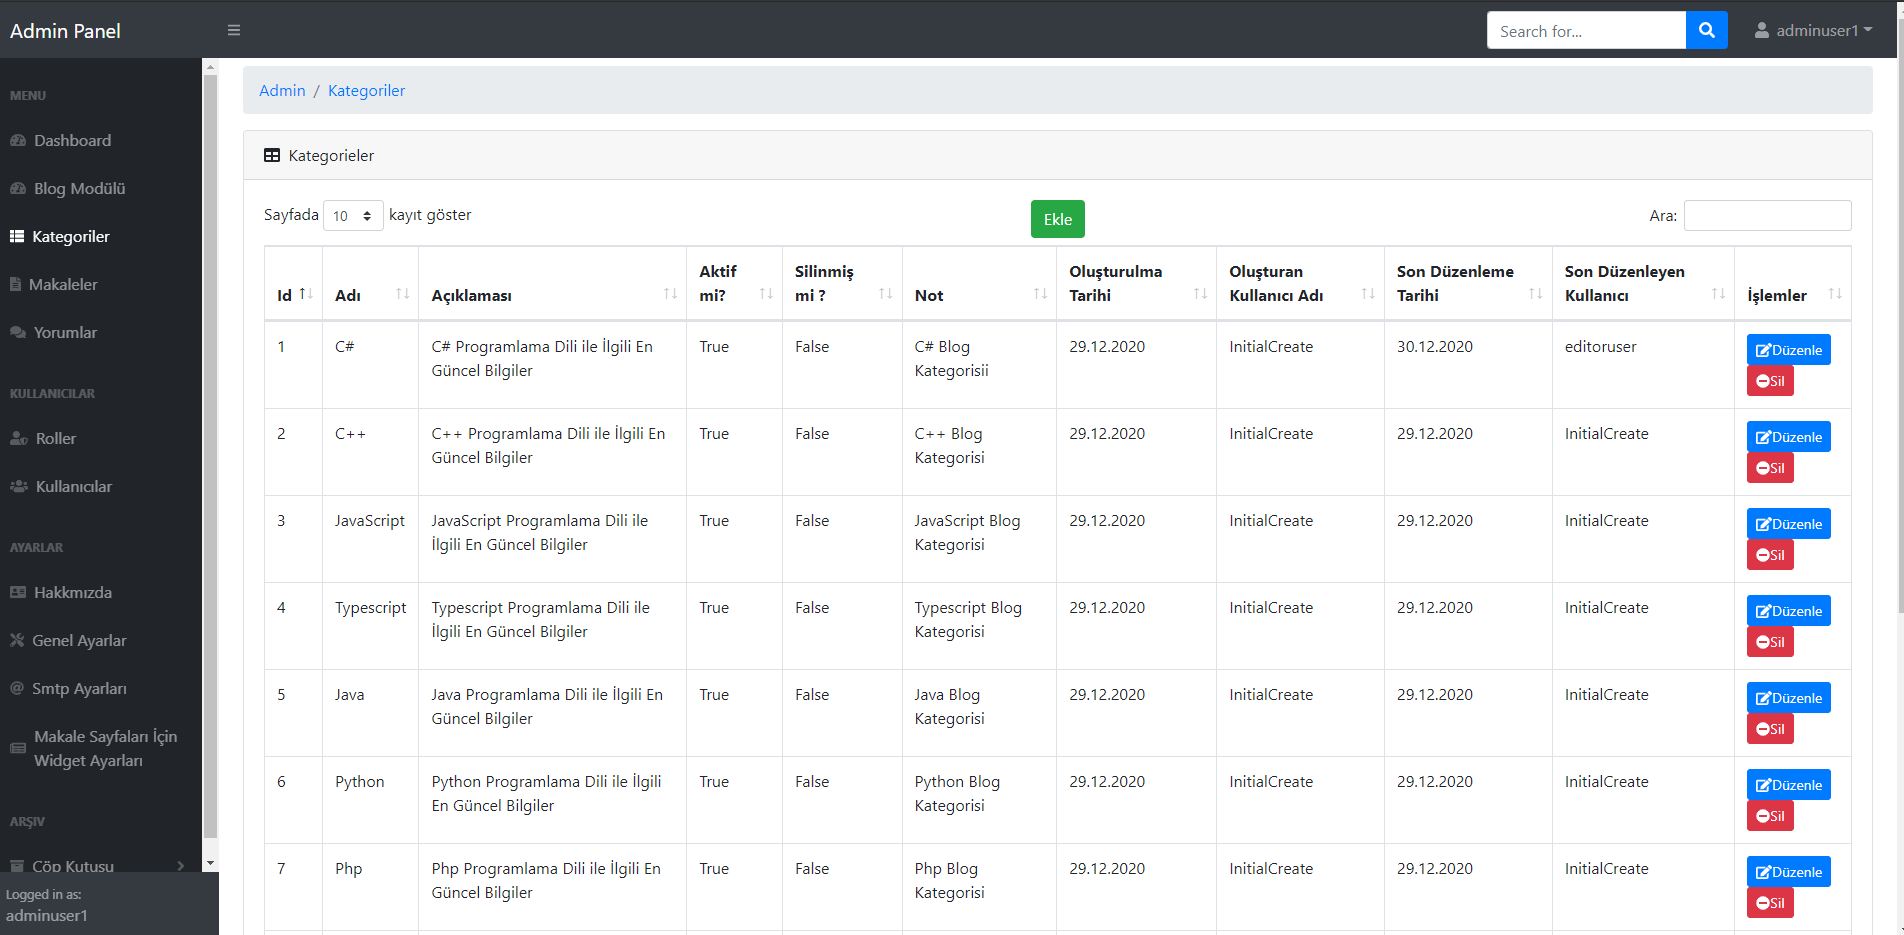 Admin Panel
Search for...
adminuser1
MENU
Dashboard
Blog Modülü
Kategoriler
Makaleler
Yorumlar
KULLANICILAR
Roller
Kullanıcılar
AYARLAR
Hakkmızda
Genel Ayarlar
Smtp Ayarları
Makale Sayfaları İçin
Widget Ayarları
ARŞIV
Çöp Kutusu
Logged in as:
adminuser1
Admin / Kategoriler
Kategorieler
Sayfada 10 kayıt göster
Ekle
Ara:
Id Adı Açıklaması Aktif mi? Silinmiş mi ? Not Oluşturulma Tarihi Oluşturan Kullanıcı Adı Son Düzenleme Tarihi Son Düzenleyen Kullanıcı İşlemler
1 C# C# Programlama Dili ile İlgili En True False C# Blog 29.12.2020 InitialCreate 30.12.2020 editoruser Düzenle
Güncel Bilgiler Kategorisii Sil
2 C++ C++ Programlama Dili ile İlgili En True False C++ Blog 29.12.2020 InitialCreate 29.12.2020 InitialCreate Düzenle
Güncel Bilgiler Kategorisi Sil
3 JavaScript JavaScript Programlama Dili ile True False JavaScript Blog 29.12.2020 InitialCreate 29.12.2020 InitialCreate Düzenle
İlgili En Güncel Bilgiler Kategorisi Sil
4 Typescript Typescript Programlama Dili ile True False Typescript Blog 29.12.2020 InitialCreate 29.12.2020 InitialCreate Düzenle
İlgili En Güncel Bilgiler Kategorisi Sil
5 Java Java Programlama Dili ile İlgili En True False Java Blog 29.12.2020 InitialCreate 29.12.2020 InitialCreate Düzenle
Güncel Bilgiler Kategorisi Sil
6 Python Python Programlama Dili ile İlgili True False Python Blog 29.12.2020 InitialCreate 29.12.2020 InitialCreate Düzenle
En Güncel Bilgiler Kategorisi Sil
7 Php Php Programlama Dili ile İlgili En True False Php Blog 29.12.2020 InitialCreate 29.12.2020 InitialCreate Düzenle
Güncel Bilgiler Kategorisi Sil